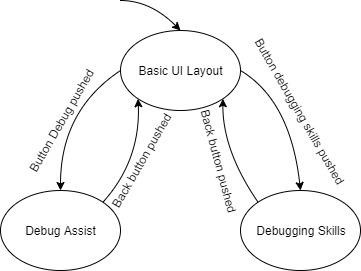 Basic UI Layout
Button Debug pushed
Back button pushed
Back button pushed
Button debugging skills pushed
Debug Assist
Debugging Skills